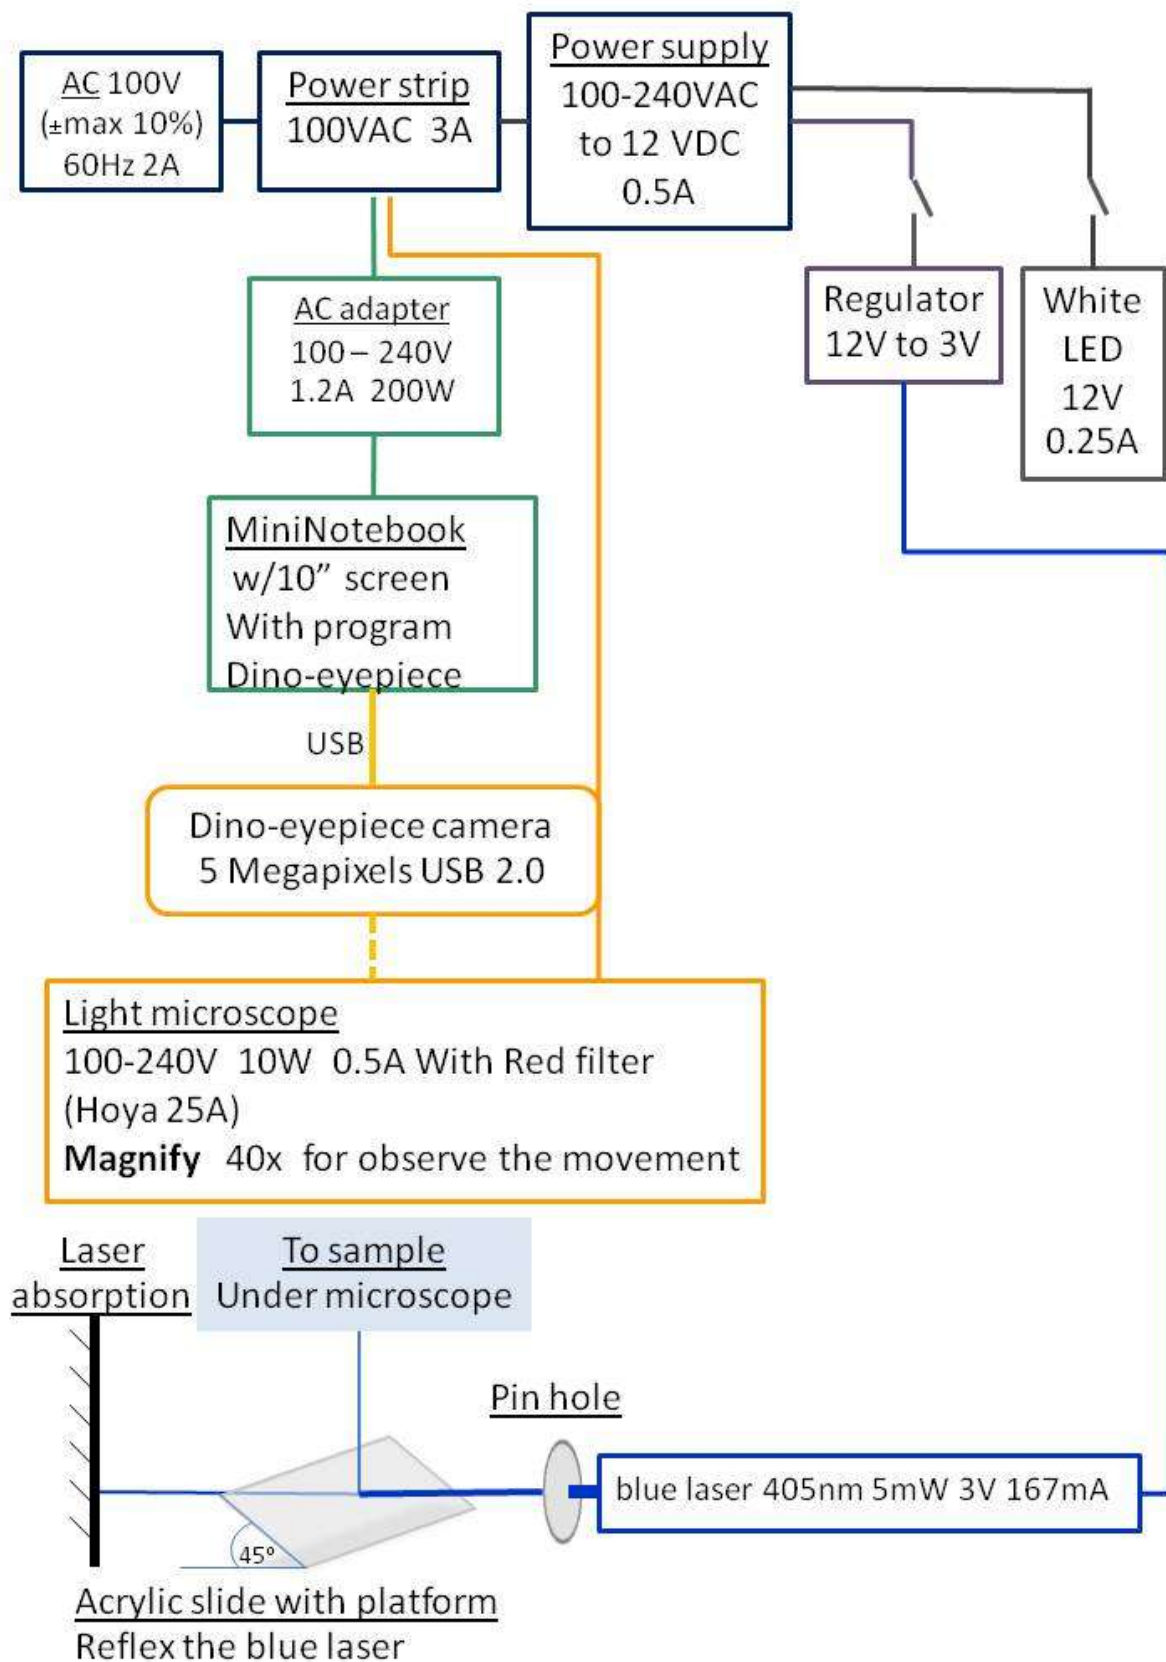 AC 100V
(±max 10%)
60Hz 2A
Power strip
100VAC 3A
Power supply
100-240VAC
to 12 VDC
0.5A
Regulator
12V to 3V
White
LED
12V
0.25A
AC adapter
100 – 240V
1.2A 200W
MiniNotebook
w/10” screen
With program
Dino-eyepiece
USB
Dino-eyepiece camera
5 Megapixels USB 2.0
Light microscope
100-240V 10W 0.5A With Red filter
(Hoya 25A)
Magnify 40x for observe the movement
Laser
absorption
To sample
Under microscope
Pin hole
blue laser 405nm 5mW 3V 167mA
45º
Acrylic slide with platform
Reflex the blue laser